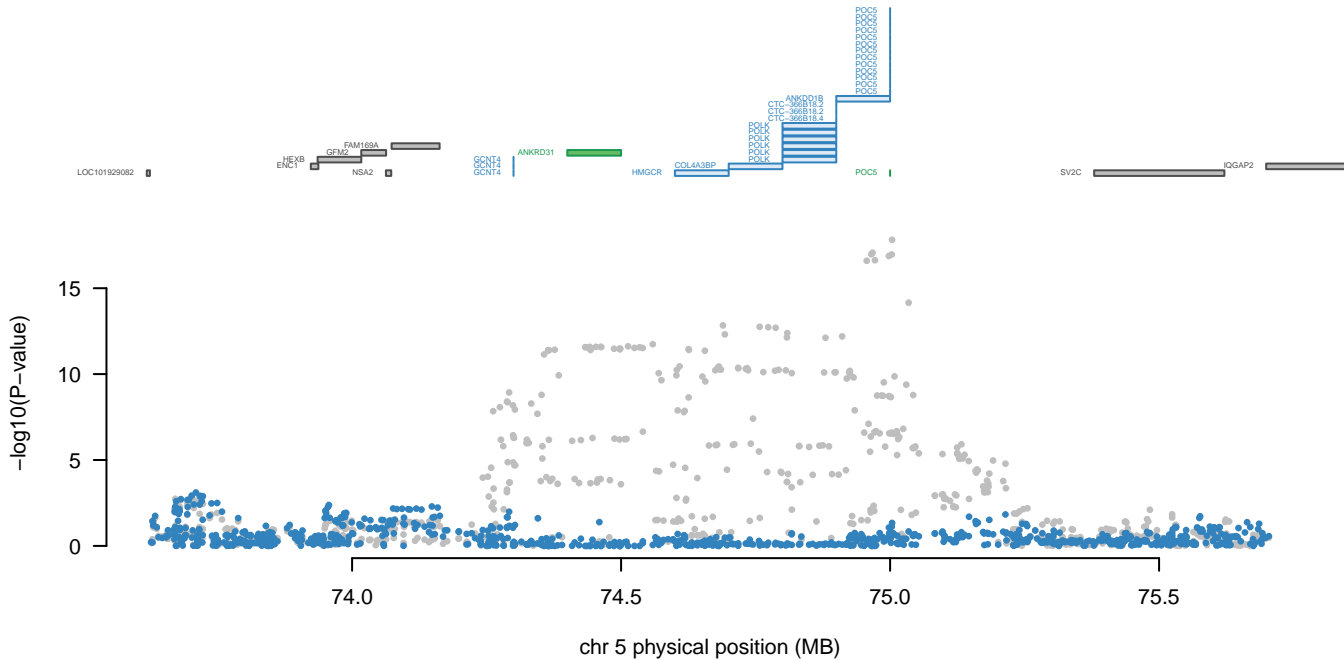 POC5
POC5
POC5
POC5
POC5
POC5
POC5
POC5
POC5
POC5
POC5
POC5
POC5
ANKDD1B
CTC−366B18.2
CTC−366B18.2
CTC−366B18.4
POLK
POLK
POLK
FAM169A POLK
GFM2 ANKRD31 POLK
HEXB GCNT4 POLK
ENC1 GCNT4 COL4A3BP IQGAP2
LOC101929082 NSA2 GCNT4 HMGCR POC5 SV2C
−log10(P−value)
15
10
5
0
74.0 74.5 75.0 75.5
chr 5 physical position (MB)